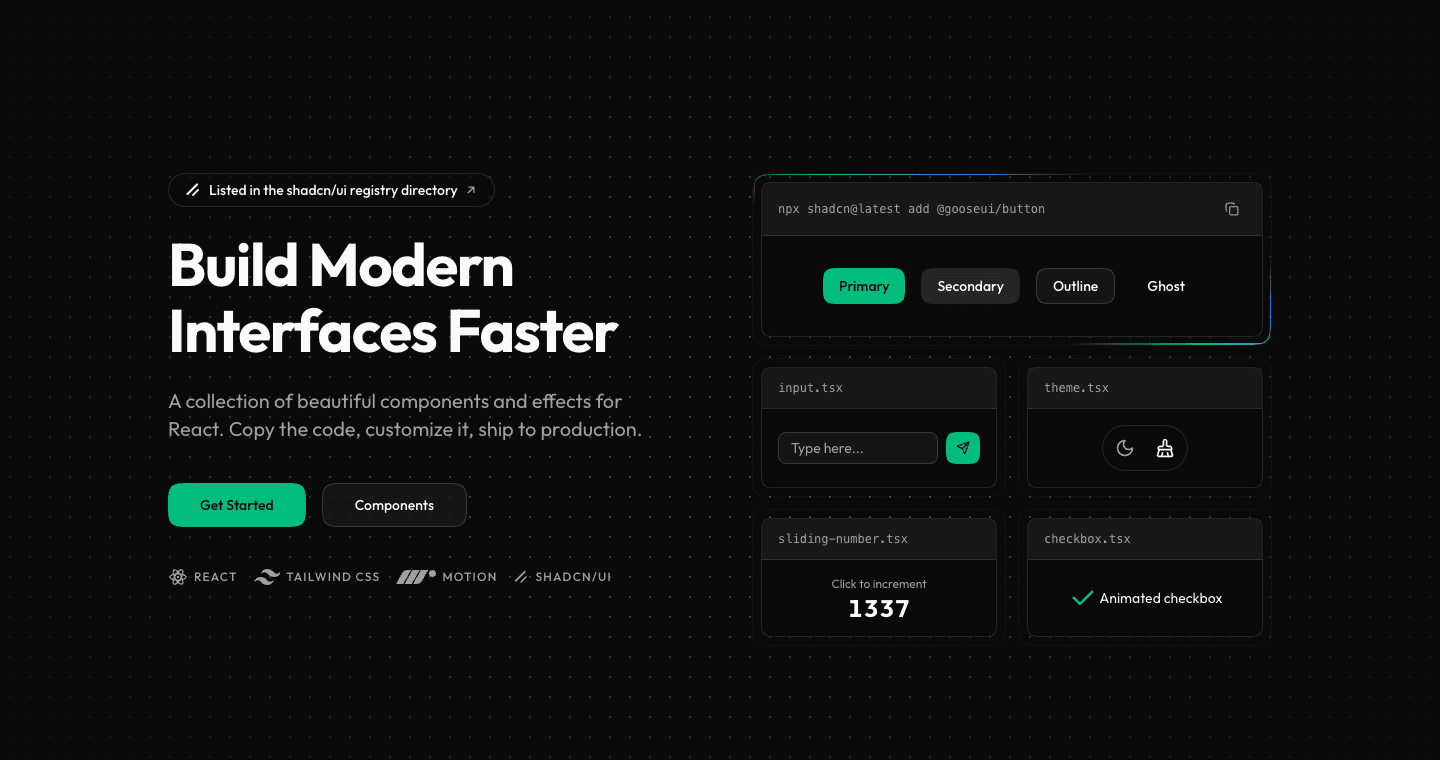 Listed in the shadcn/ui registry directory
Build Modern
Interfaces Faster
A collection of beautiful components and effects for
React. Copy the code, customize it, ship to production.
Get Started
Components
REACT
TAILWIND CSS
MOTION
SHADCN/UI
npx shadcn@latest add @gooseui/button
Primary
Secondary
Outline
Ghost
input.tsx
Type here...
theme.tsx
sliding-number.tsx
Click to increment
1337
checkbox.tsx
Animated checkbox